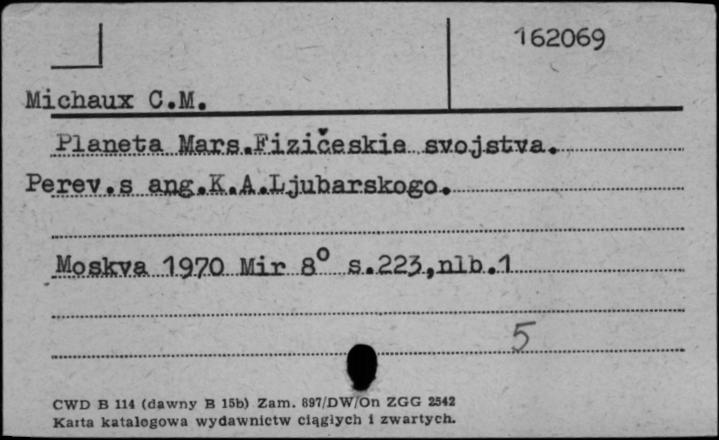 162069
Michaux C.M.
Planeta Mars.Fizičeskie svojstva.
Perev.s ang.K.A.Ljubarskogo.
Moskva 1970 Mir 8° s.223,nlb.1
5
CWD B 114 (dawny B 15b) Zam. 897/DW/On ZGG 2542
Karta katalogowa wydawnictw ciągłych i zwartych.